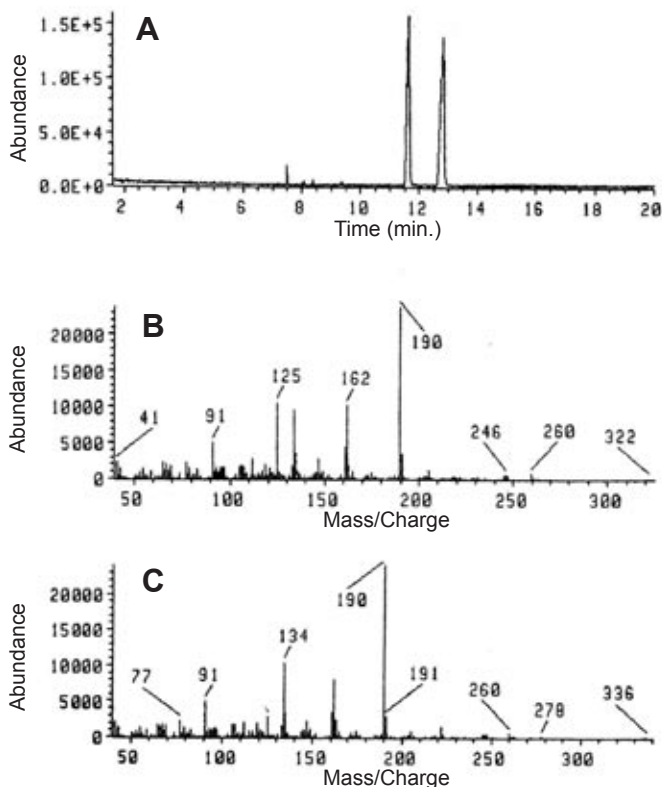 A
Abundance
1.5E+5
1.0E+5
5.0E+4
0.0E+0
2 4 6 8 10 12 14 16 18 20
Time (min.)
B
Abundance
20000
15000
10000
5000
0
41 91 125 162 190 246 260 322
50 100 150 200 250 300
Mass/Charge
C
Abundance
20000
15000
10000
5000
0
77 91 134 190 191 260 278 336
50 100 150 200 250 300
Mass/Charge